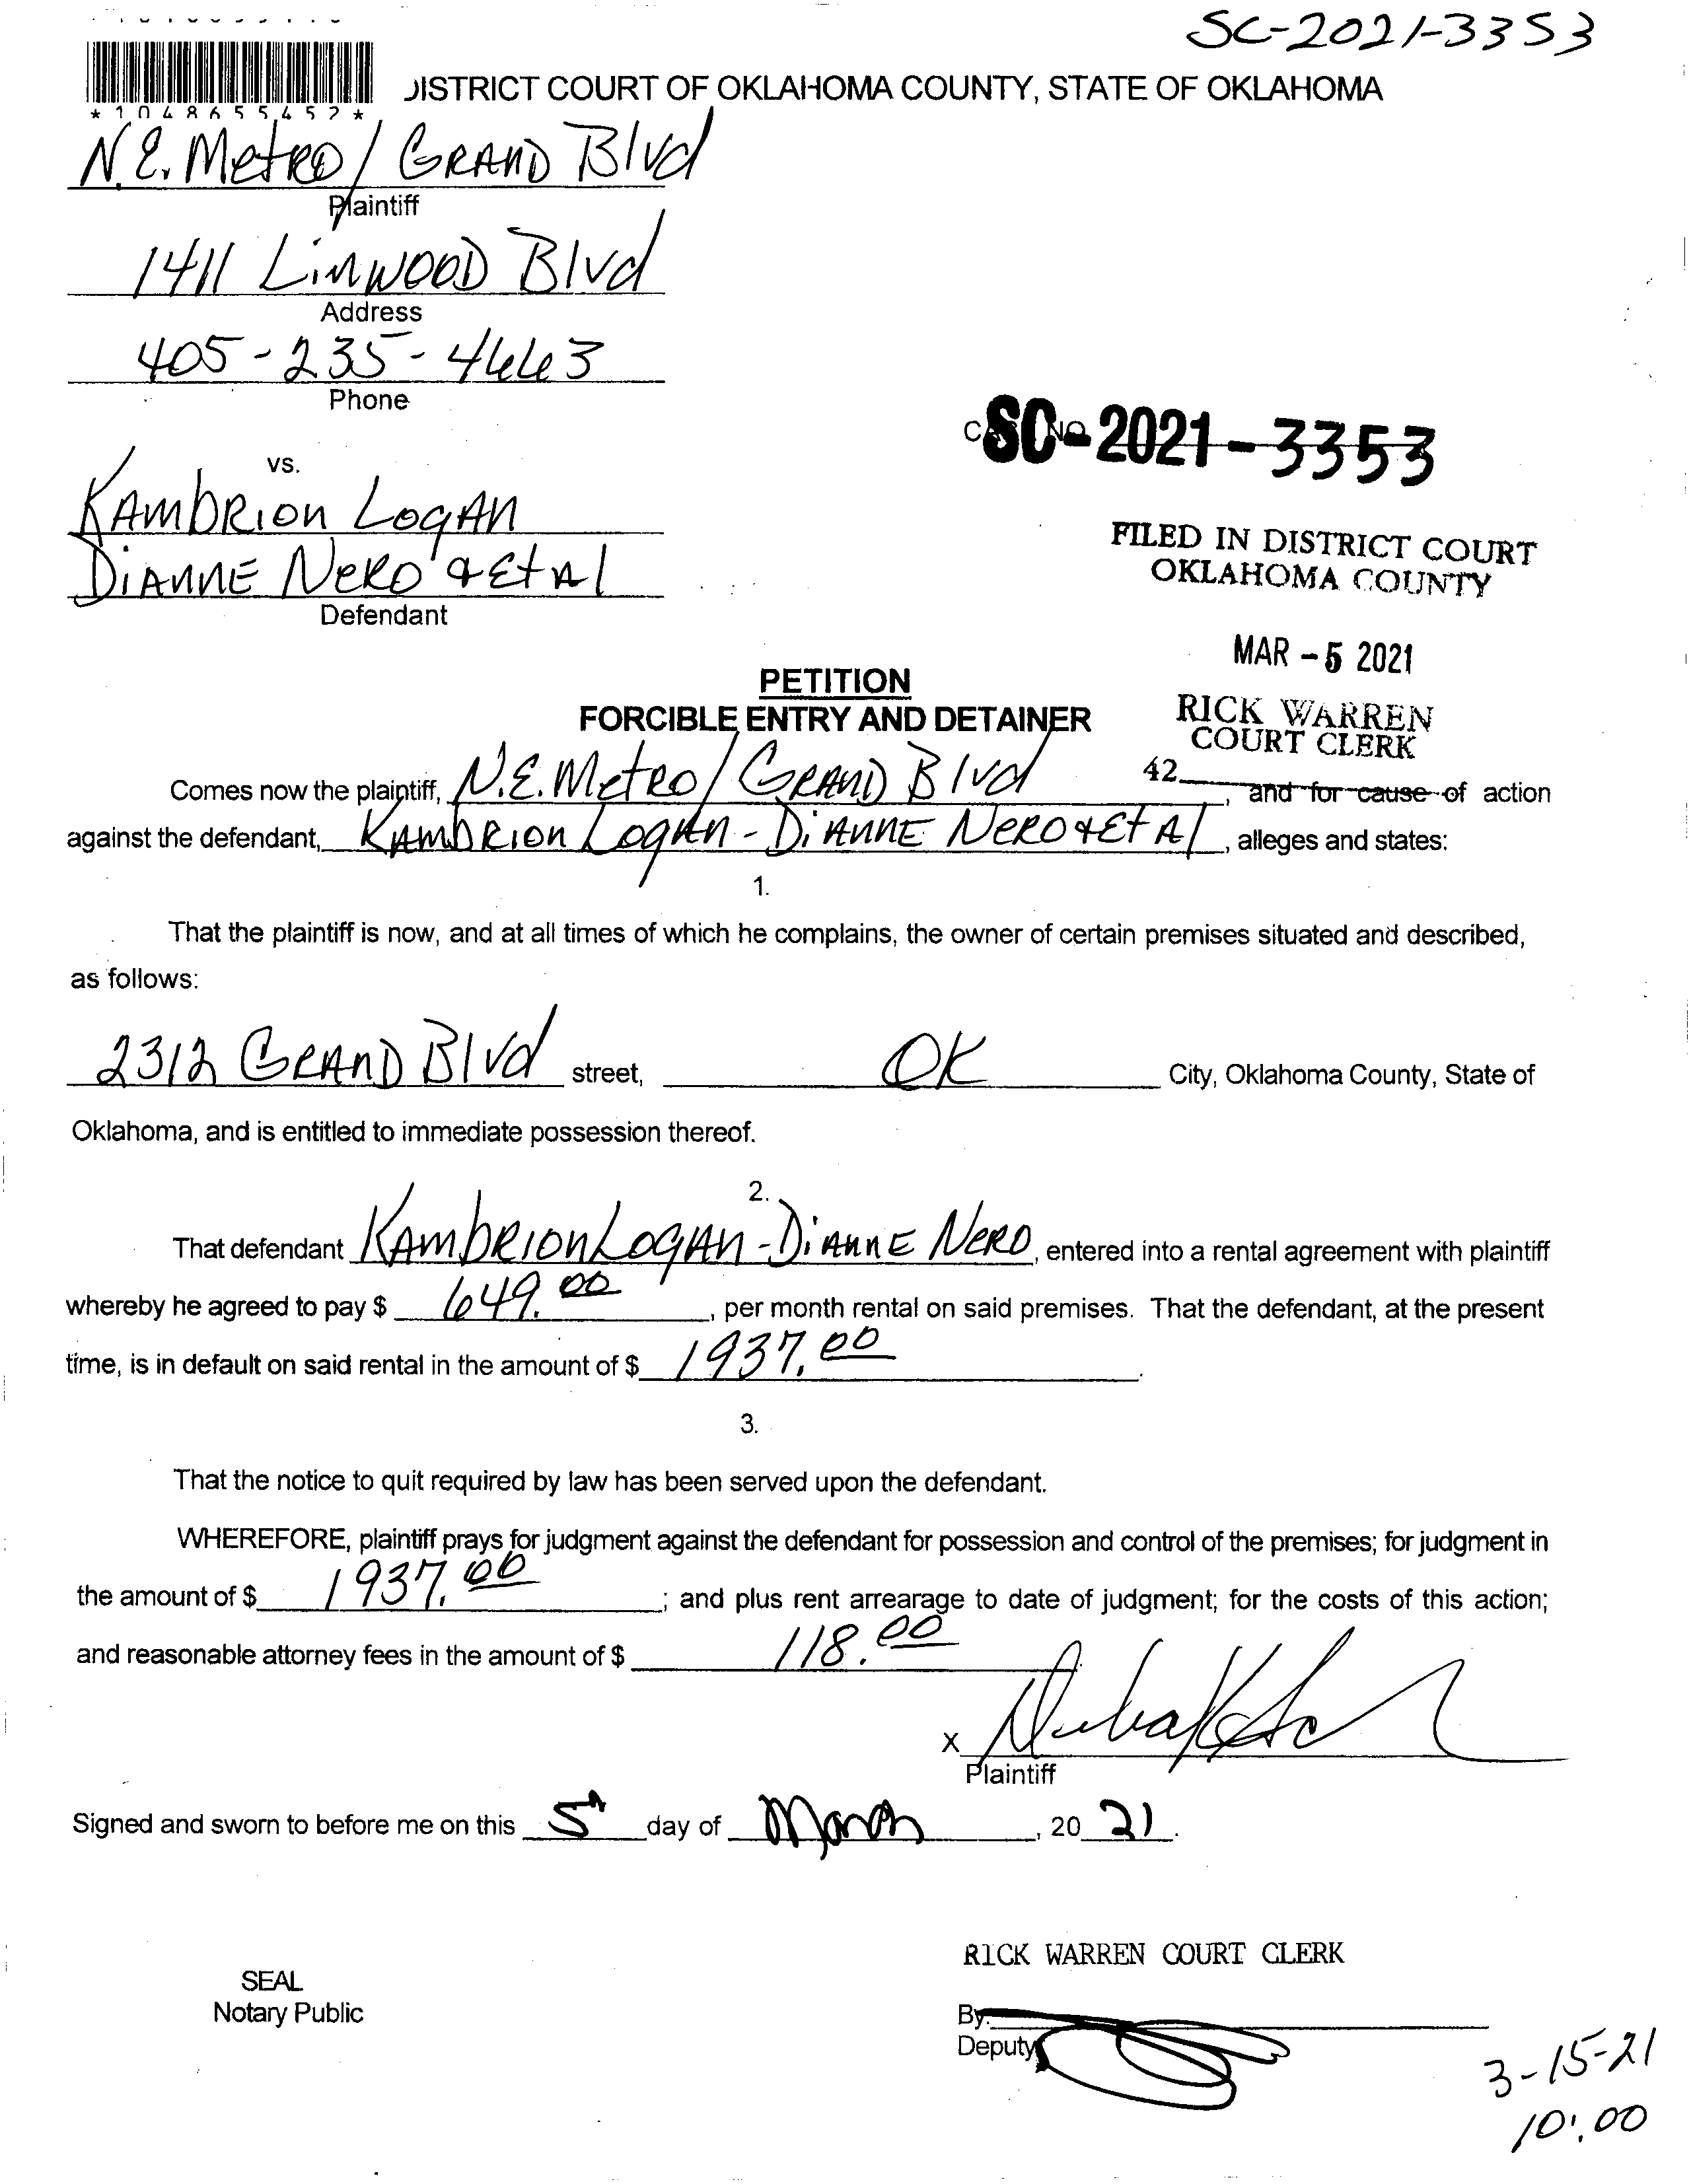 SC-2021-3353
DISTRICT COURT OF OKLAHOMA COUNTY, STATE OF OKLAHOMA
*1048655452*
N.E. Metro/GRAND Blvd
Plaintiff
1411 LINWOOD Blvd
Address
405-235-4663
Phone
SC-2021-3353
vs.
KAMBRION LOGAN
DIANNE NERO & Et Al
Defendant
FILED IN DISTRICT COURT
OKLAHOMA COUNTY
MAR -5 2021
RICK WARREN
COURT CLERK
42
PETITION
FORCIBLE ENTRY AND DETAINER
Comes now the plaintiff, N.E. Metro/GRAND Blvd, and for cause of action
against the defendant, KAMBRION LOGAN - DIANNE NERO & Et Al, alleges and states:
1.
That the plaintiff is now, and at all times of which he complains, the owner of certain premises situated and described,
as follows:
2312 GRAND Blvd street, OK City, Oklahoma County, State of
Oklahoma, and is entitled to immediate possession thereof.
2.
That defendant KAMBRION LOGAN - DIANNE NERO, entered into a rental agreement with plaintiff
whereby he agreed to pay $ 649.00, per month rental on said premises. That the defendant, at the present
time, is in default on said rental in the amount of $ 1937.00.
3.
That the notice to quit required by law has been served upon the defendant.
WHEREFORE, plaintiff prays for judgment against the defendant for possession and control of the premises; for judgment in
the amount of $ 1937.00; and plus rent arrearage to date of judgment; for the costs of this action;
and reasonable attorney fees in the amount of $ 118.00
X
Plaintiff
Signed and sworn to before me on this 5th day of March, 20 21.
RICK WARREN COURT CLERK
SEAL
Notary Public
By:
Deputy
3-15-21
10:00